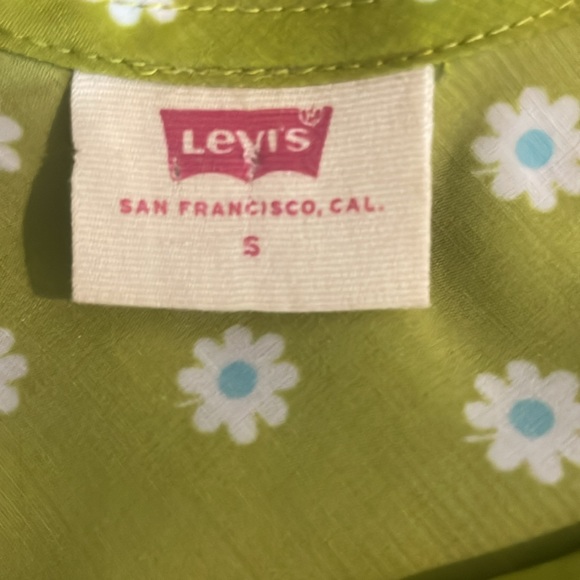 Levi's
SAN FRANCISCO, CAL.
S